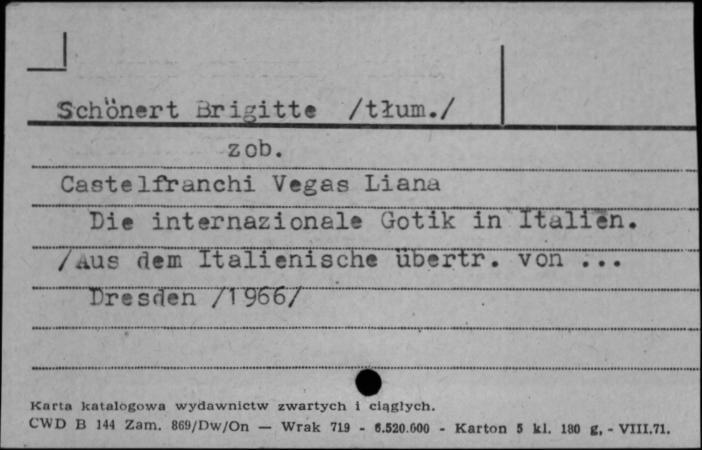 Schönert Brigitte /tłum./
zob.
Castelfranchi Vegas Liana
Die internazionale Gotik in Italien.
/Aus dem Italienische übertr. von ...
Dresden /1966/
Karta katalogowa wydawnictw zwartych i ciągłych.
CWD B 144 Zam. 869/Dw/On — Wrak 719 - 6.520.000 - Karton 5 kl. 180 g, - VIII.71.